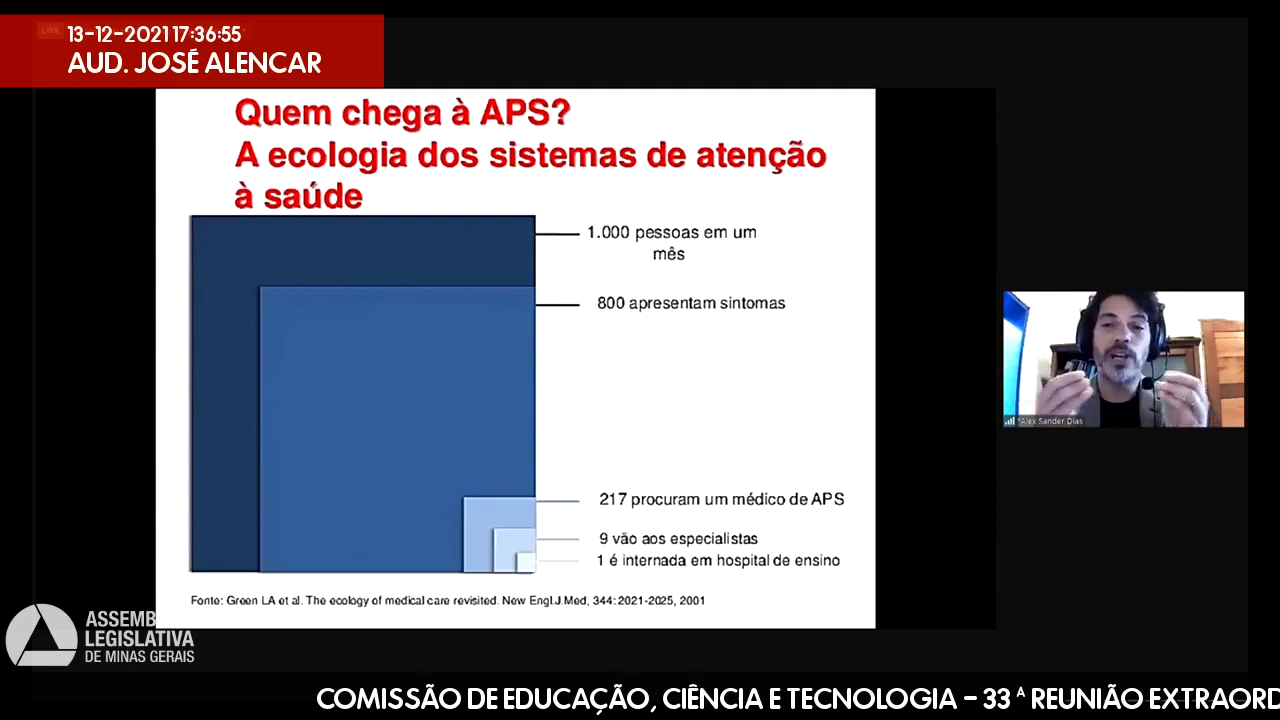 LIVE
13-12-2021 17:36:55
AUD. JOSÉ ALENCAR
Quem chega à APS?
A ecologia dos sistemas de atenção
à saúde
1.000 pessoas em um
mês
800 apresentam sintomas
217 procuram um médico de APS
9 vão aos especialistas
1 é internada em hospital de ensino
Fonte: Green LA et al. The ecology of medical care revisited. New Engl.J.Med, 344: 2021-2025, 2001
*Alex Sander Dias
ASSEMB
LEGISLATIVA
DE MINAS GERAIS
COMISSÃO DE EDUCAÇÃO, CIÊNCIA E TECNOLOGIA – 33 ª REUNIÃO EXTRAORD